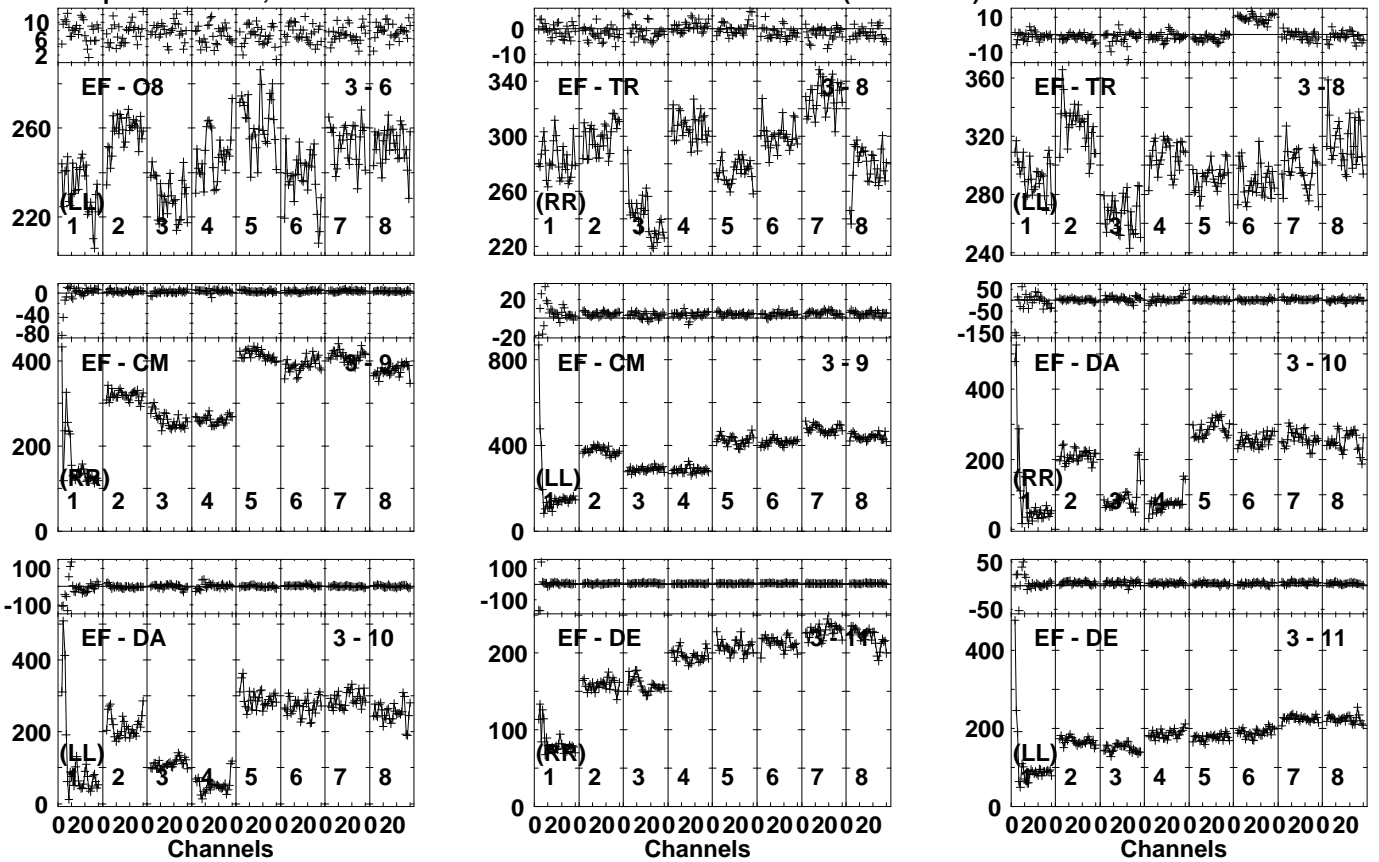 10
6
2
EF - O8 3 - 6
260
220
(LL)
1 2 3 4 5 6 7 8
0
-10
340
EF - TR 3 - 8
300
260
220
(RR)
1 2 3 4 5 6 7 8
10
-10
360
EF - TR 3 - 8
320
280
240
(LL)
1 2 3 4 5 6 7 8
0
-40
-80
400
EF - CM 3 - 9
200
0
(RR)
1 2 3 4 5 6 7 8
20
-20
800
EF - CM 3 - 9
400
0
(LL)
1 2 3 4 5 6 7 8
50
-50
-150
EF - DA 3 - 10
400
200
0
(RR)
1 2 3 4 5 6 7 8
100
-100
EF - DA 3 - 10
400
200
0
(LL)
1 2 3 4 5 6 7 8
0 20 0 20 0 20 0 20 0 20 0 20 0 20 0 20
Channels
100
-100
EF - DE 3 - 11
200
100
0
(RR)
1 2 3 4 5 6 7 8
0 20 0 20 0 20 0 20 0 20 0 20 0 20 0 20
Channels
50
-50
EF - DE 3 - 11
400
200
0
(LL)
1 2 3 4 5 6 7 8
0 20 0 20 0 20 0 20 0 20 0 20 0 20 0 20
Channels